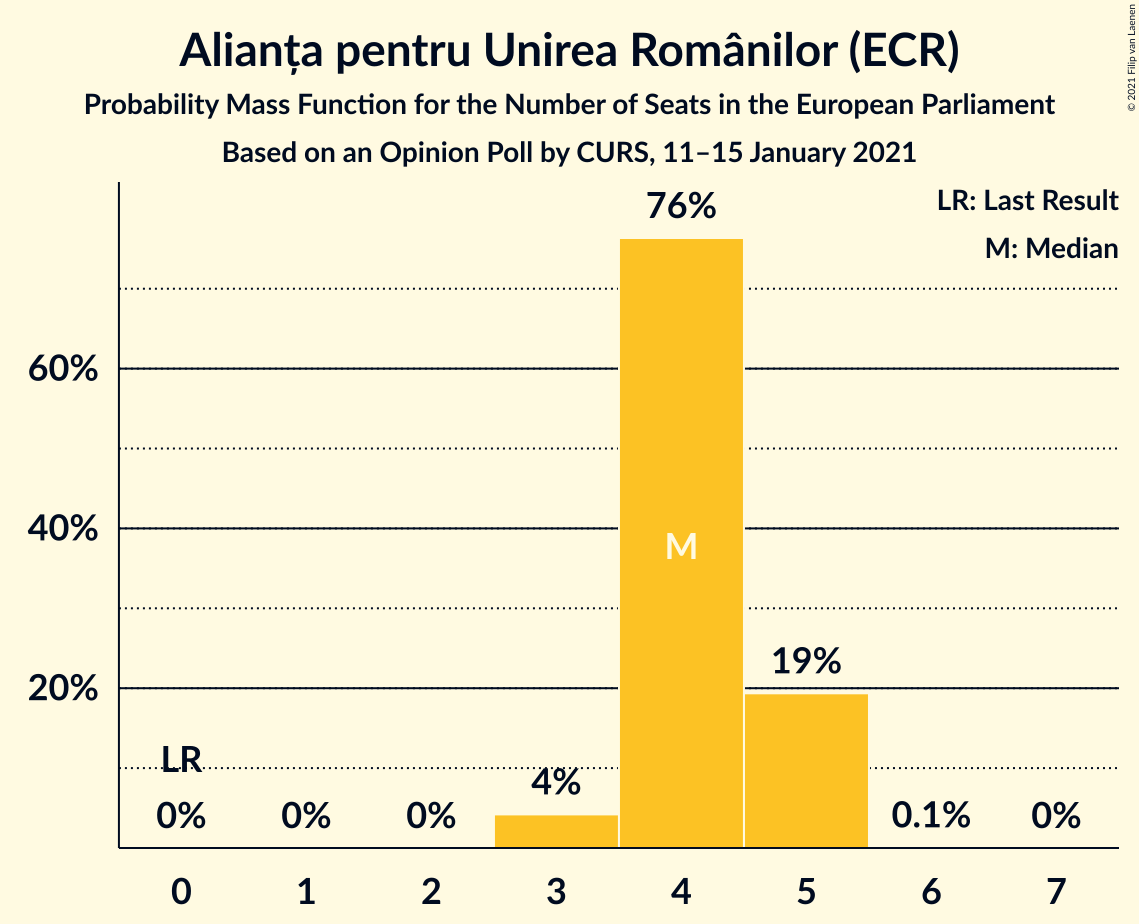 Alianța pentru Unirea Românilor (ECR)
Probability Mass Function for the Number of Seats in the European Parliament
Based on an Opinion Poll by CURS, 11–15 January 2021
© 2021 Filip van Laenen
LR: Last Result
M: Median
76%
60%
40%
M
20%
19%
LR
4%
0%
0%
0%
0.1%
0%
0
1
2
3
4
5
6
7